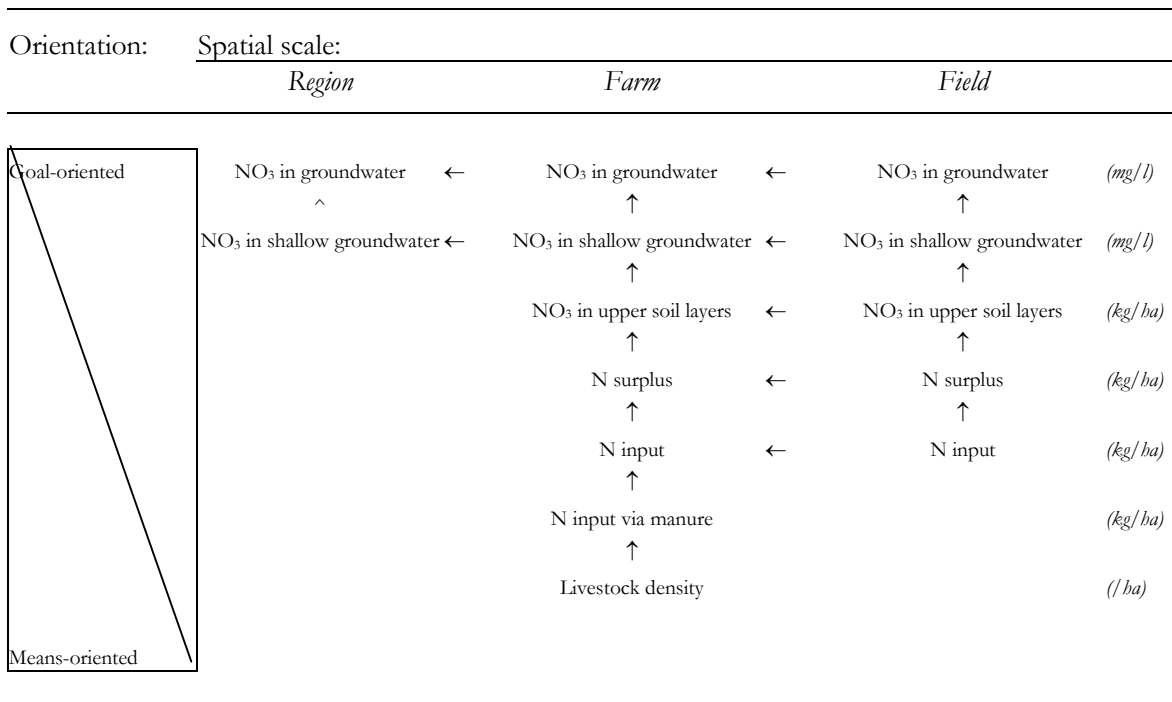 Orientation: Spatial scale:
Region Farm Field
Goal-oriented NO₃ in groundwater ← NO₃ in groundwater ← NO₃ in groundwater (mg/l)
^ ↑ ↑
NO₃ in shallow groundwater ← NO₃ in shallow groundwater ← NO₃ in shallow groundwater (mg/l)
↑ ↑
NO₃ in upper soil layers ← NO₃ in upper soil layers (kg/ha)
↑ ↑
N surplus ← N surplus (kg/ha)
↑ ↑
N input ← N input (kg/ha)
↑
N input via manure (kg/ha)
↑
Livestock density (/ha)
Means-oriented